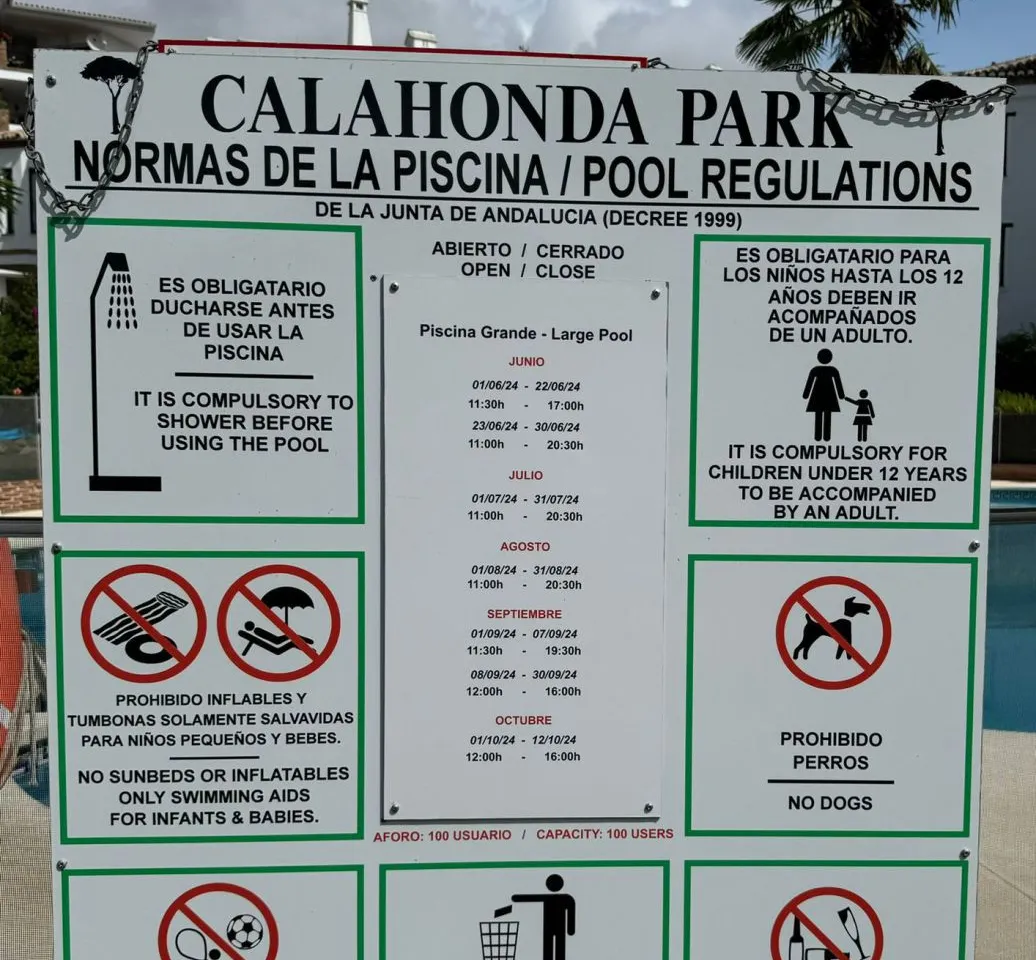 CALAHONDA PARK
NORMAS DE LA PISCINA / POOL REGULATIONS
DE LA JUNTA DE ANDALUCIA (DECREE 1999)
ES OBLIGATARIO
DUCHARSE ANTES
DE USAR LA
PISCINA
IT IS COMPULSORY TO
SHOWER BEFORE
USING THE POOL
ABIERTO / CERRADO
OPEN / CLOSE
Piscina Grande - Large Pool
JUNIO
01/06/24 - 22/06/24
11:30h - 17:00h
23/06/24 - 30/06/24
11:00h - 20:30h
JULIO
01/07/24 - 31/07/24
11:00h - 20:30h
AGOSTO
01/08/24 - 31/08/24
11:00h - 20:30h
SEPTIEMBRE
01/09/24 - 07/09/24
11:30h - 19:30h
08/09/24 - 30/09/24
12:00h - 16:00h
OCTUBRE
01/10/24 - 12/10/24
12:00h - 16:00h
ES OBLIGATARIO PARA
LOS NIÑOS HASTA LOS 12
AÑOS DEBEN IR
ACOMPAÑADOS
DE UN ADULTO.
IT IS COMPULSORY FOR
CHILDREN UNDER 12 YEARS
TO BE ACCOMPANIED
BY AN ADULT.
PROHIBIDO INFLABLES Y
TUMBONAS SOLAMENTE SALVAVIDAS
PARA NIÑOS PEQUEÑOS Y BEBES.
NO SUNBEDS OR INFLATABLES
ONLY SWIMMING AIDS
FOR INFANTS & BABIES.
PROHIBIDO
PERROS
NO DOGS
AFORO: 100 USUARIO / CAPACITY: 100 USERS